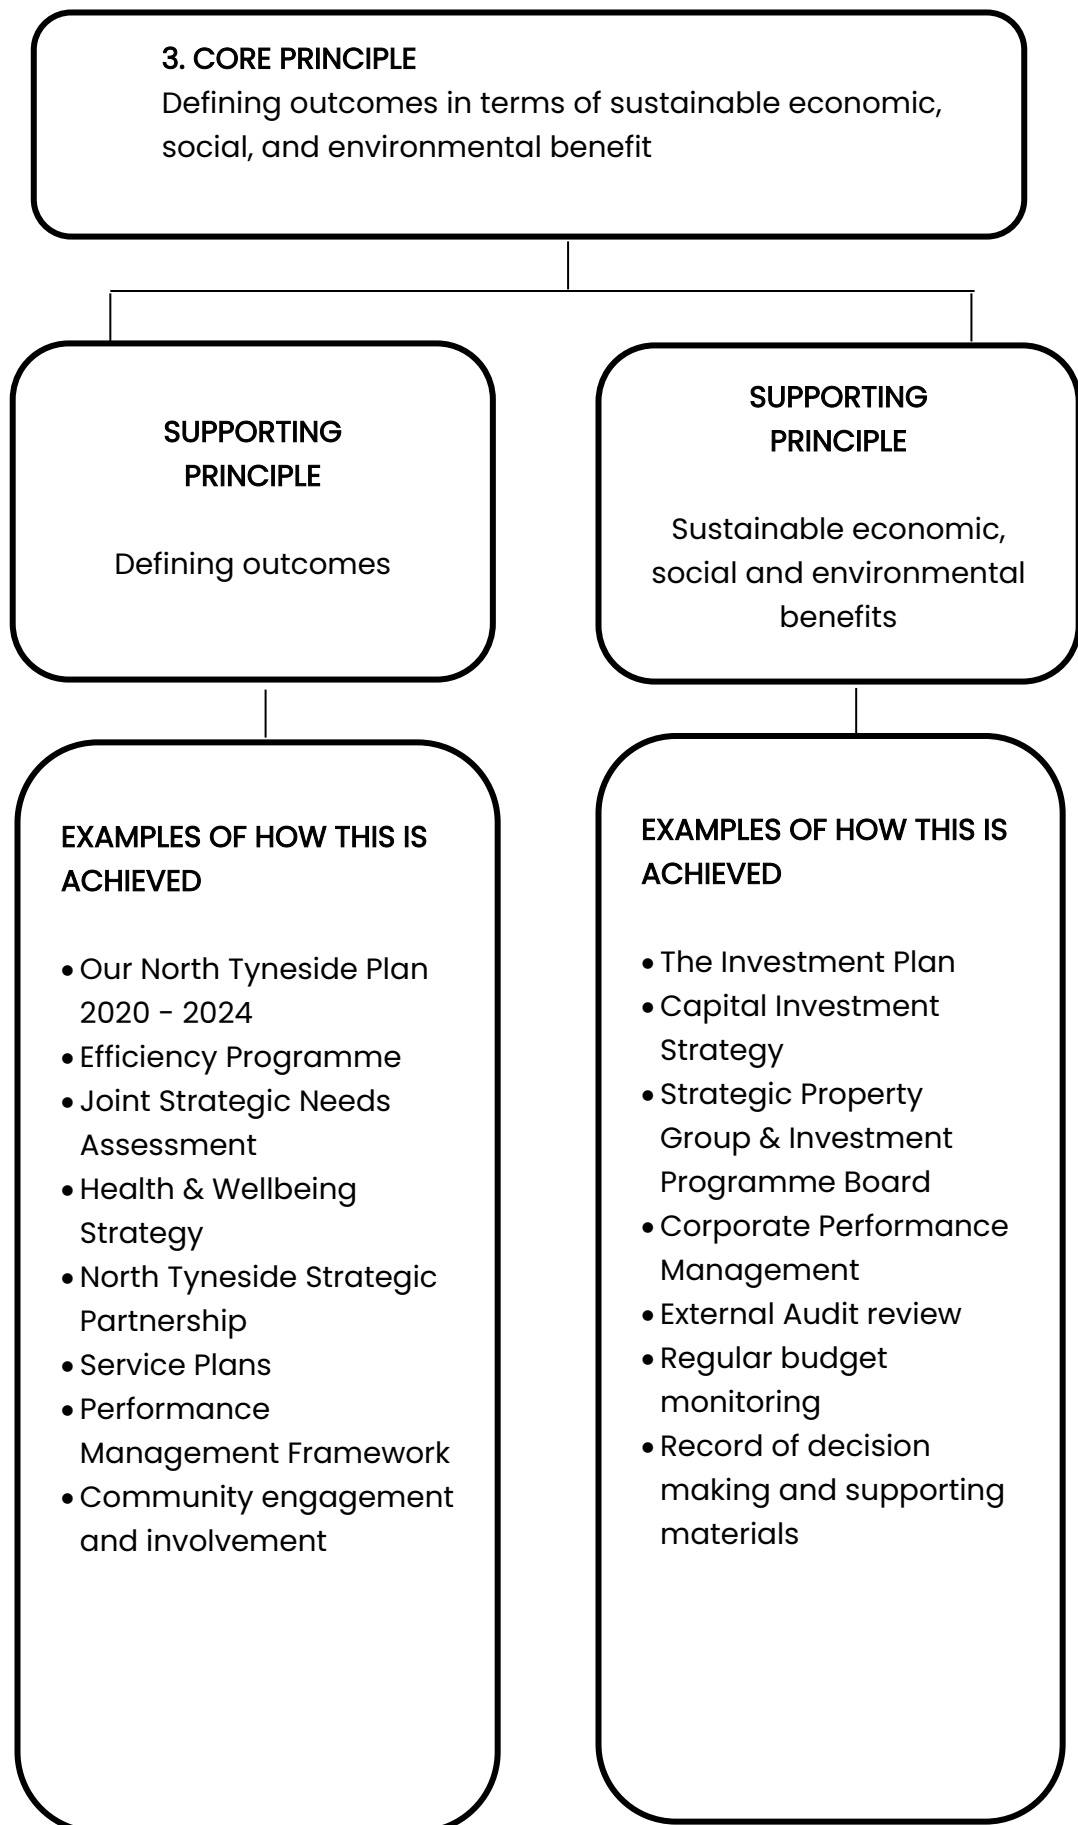 3. CORE PRINCIPLE
Defining outcomes in terms of sustainable economic,
social, and environmental benefit
SUPPORTING
PRINCIPLE
Defining outcomes
SUPPORTING
PRINCIPLE
Sustainable economic,
social and environmental
benefits
EXAMPLES OF HOW THIS IS
ACHIEVED
• Our North Tyneside Plan
2020 - 2024
• Efficiency Programme
• Joint Strategic Needs
Assessment
• Health & Wellbeing
Strategy
• North Tyneside Strategic
Partnership
• Service Plans
• Performance
Management Framework
• Community engagement
and involvement
EXAMPLES OF HOW THIS IS
ACHIEVED
• The Investment Plan
• Capital Investment
Strategy
• Strategic Property
Group & Investment
Programme Board
• Corporate Performance
Management
• External Audit review
• Regular budget
monitoring
• Record of decision
making and supporting
materials